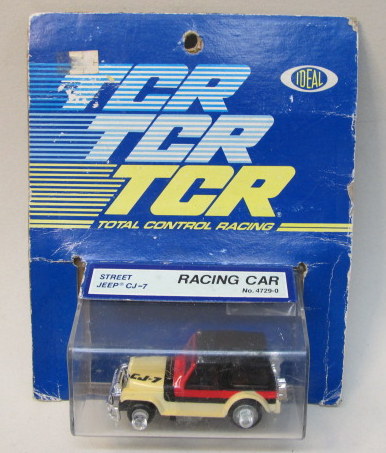 TCR
IDEAL
TCR
TCR®
TOTAL CONTROL RACING
STREET
JEEP® CJ-7
RACING CAR
No. 4729-0
CJ-7